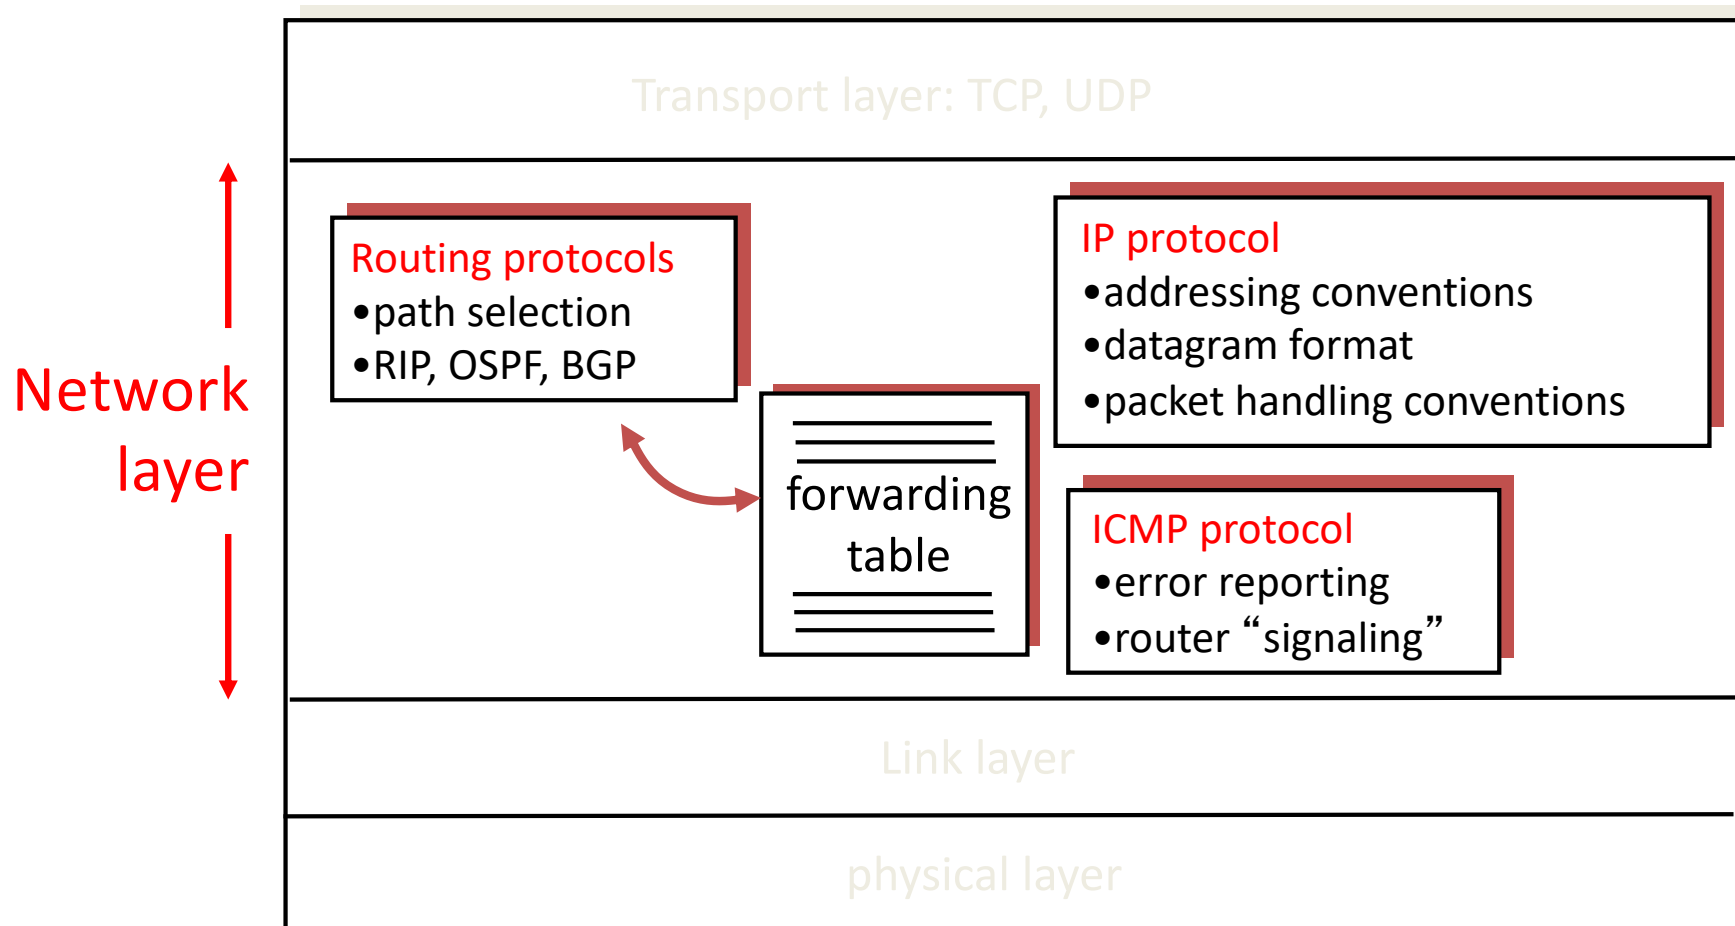 Transport layer: TCP, UDP
Network
layer
Routing protocols
•path selection
•RIP, OSPF, BGP
forwarding
table
IP protocol
•addressing conventions
•datagram format
•packet handling conventions
ICMP protocol
•error reporting
•router “signaling”
Link layer
physical layer